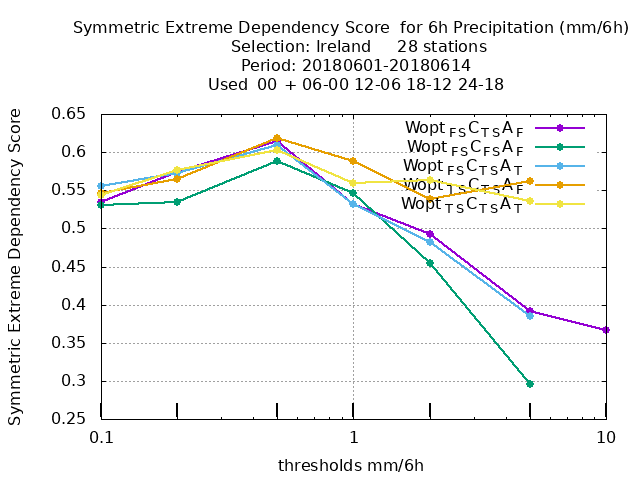 Symmetric Extreme Dependency Score  for 6h Precipitation (mm/6h)
Selection: Ireland     28 stations
Period: 20180601-20180614
Used  00 + 06-00 12-06 18-12 24-18
Symmetric Extreme Dependency Score
0.65
0.6
0.55
0.5
0.45
0.4
0.35
0.3
0.25
Wopt FS C TS A F
Wopt FS C FS A F
Wopt FS C FS A T
Wopt TS C TS A F
Wopt TS C TS A T
0.1
1
10
thresholds mm/6h